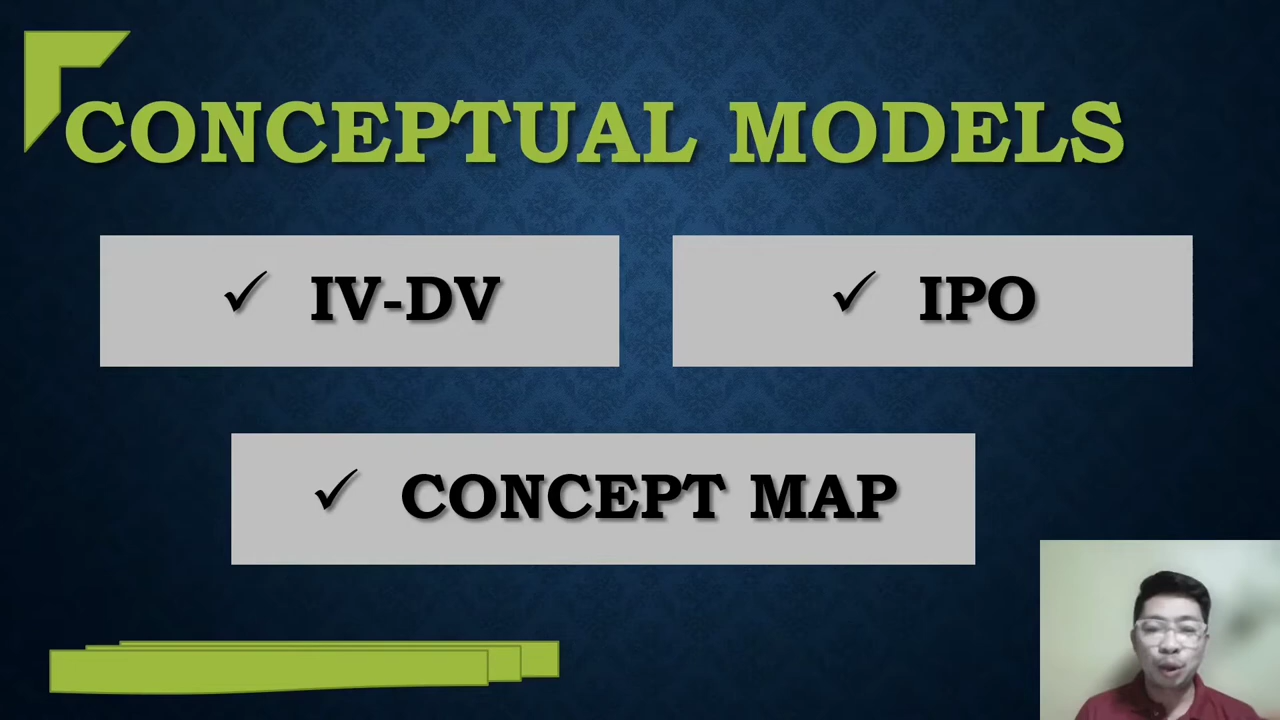 CONCEPTUAL MODELS
✓ IV-DV
✓ IPO
✓ CONCEPT MAP